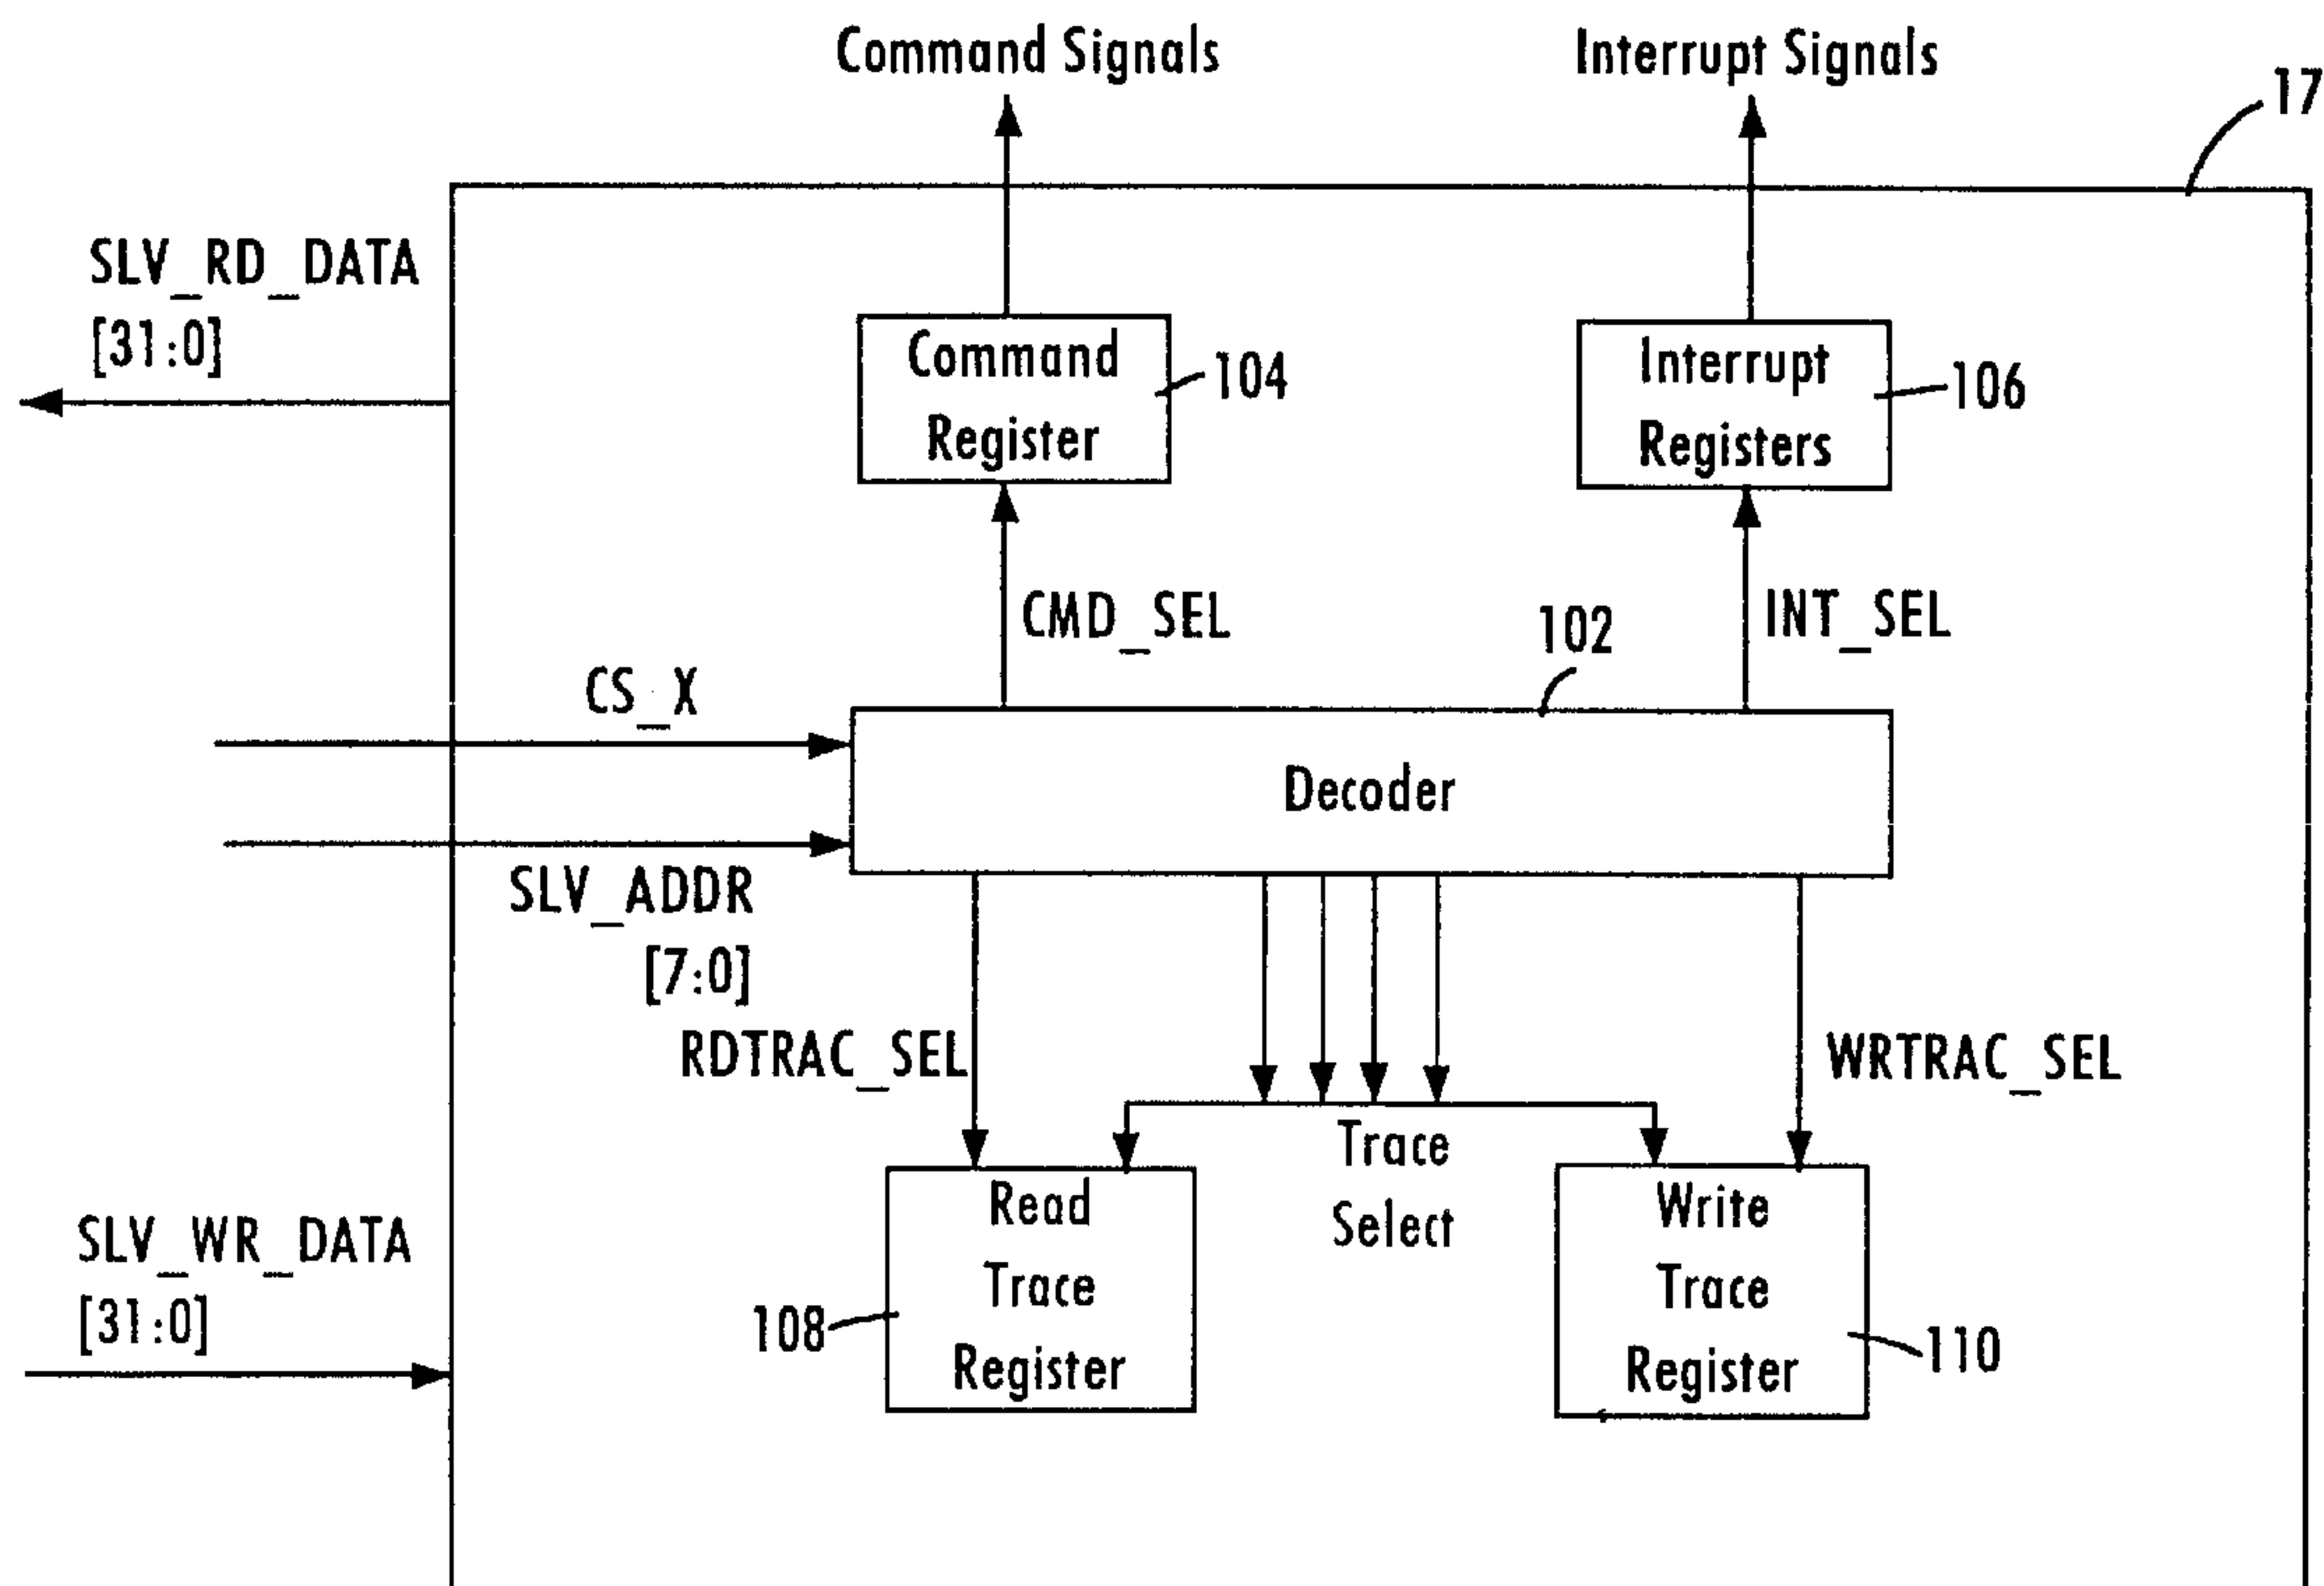 Command Signals
Interrupt Signals
17
SLV_RD_DATA
[31:0]
Command
Register
104
Interrupt
Registers
106
CMD_SEL
102
INT_SEL
CS_X
Decoder
SLV_ADDR
[7:0]
RDTRAC_SEL
WRTRAC_SEL
Trace
Select
Read
Trace
Register
108
Write
Trace
Register
110
SLV_WR_DATA
[31:0]